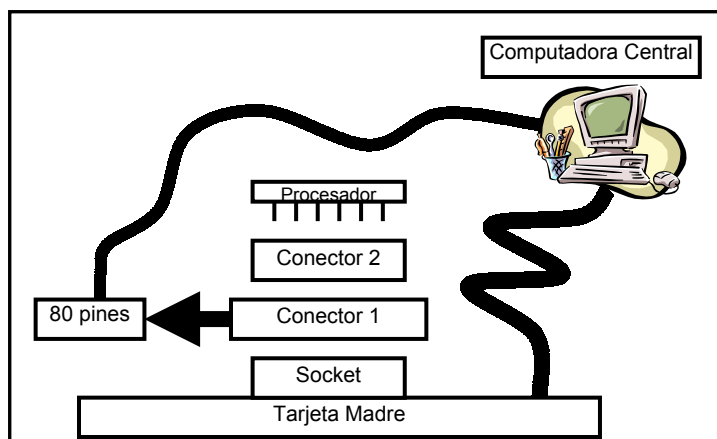 Computadora Central
Procesador
Conector 2
80 pines
Conector 1
Socket
Tarjeta Madre